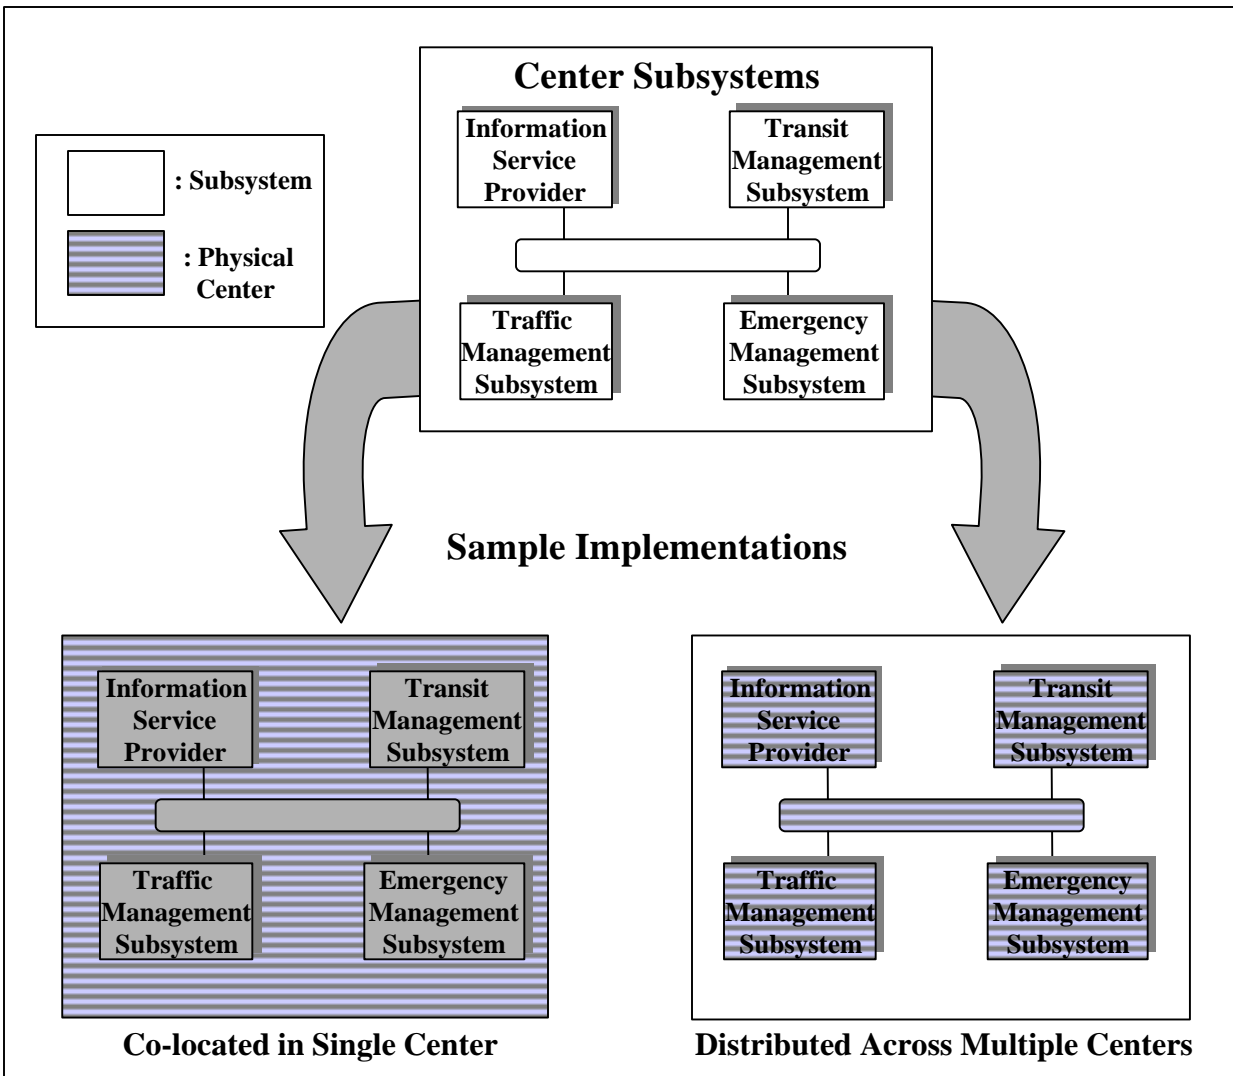 Center Subsystems
Information
Service
Provider
Transit
Management
Subsystem
Traffic
Management
Subsystem
Emergency
Management
Subsystem
: Subsystem
: Physical
Center
Sample Implementations
Information
Service
Provider
Transit
Management
Subsystem
Traffic
Management
Subsystem
Emergency
Management
Subsystem
Co-located in Single Center
Information
Service
Provider
Transit
Management
Subsystem
Traffic
Management
Subsystem
Emergency
Management
Subsystem
Distributed Across Multiple Centers